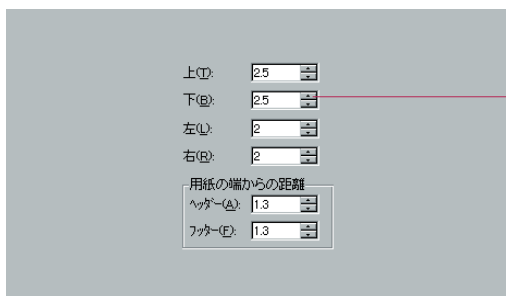 上(T): 2.5
下(B): 2.5
左(L): 2
右(R): 2
用紙の端からの距離
ヘッダー(A): 1.3
フッター(F): 1.3